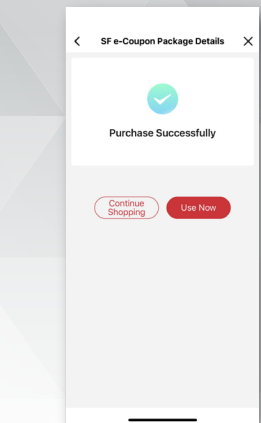 SF e-Coupon Package Details
Purchase Successfully
Continue
Shopping
Use Now